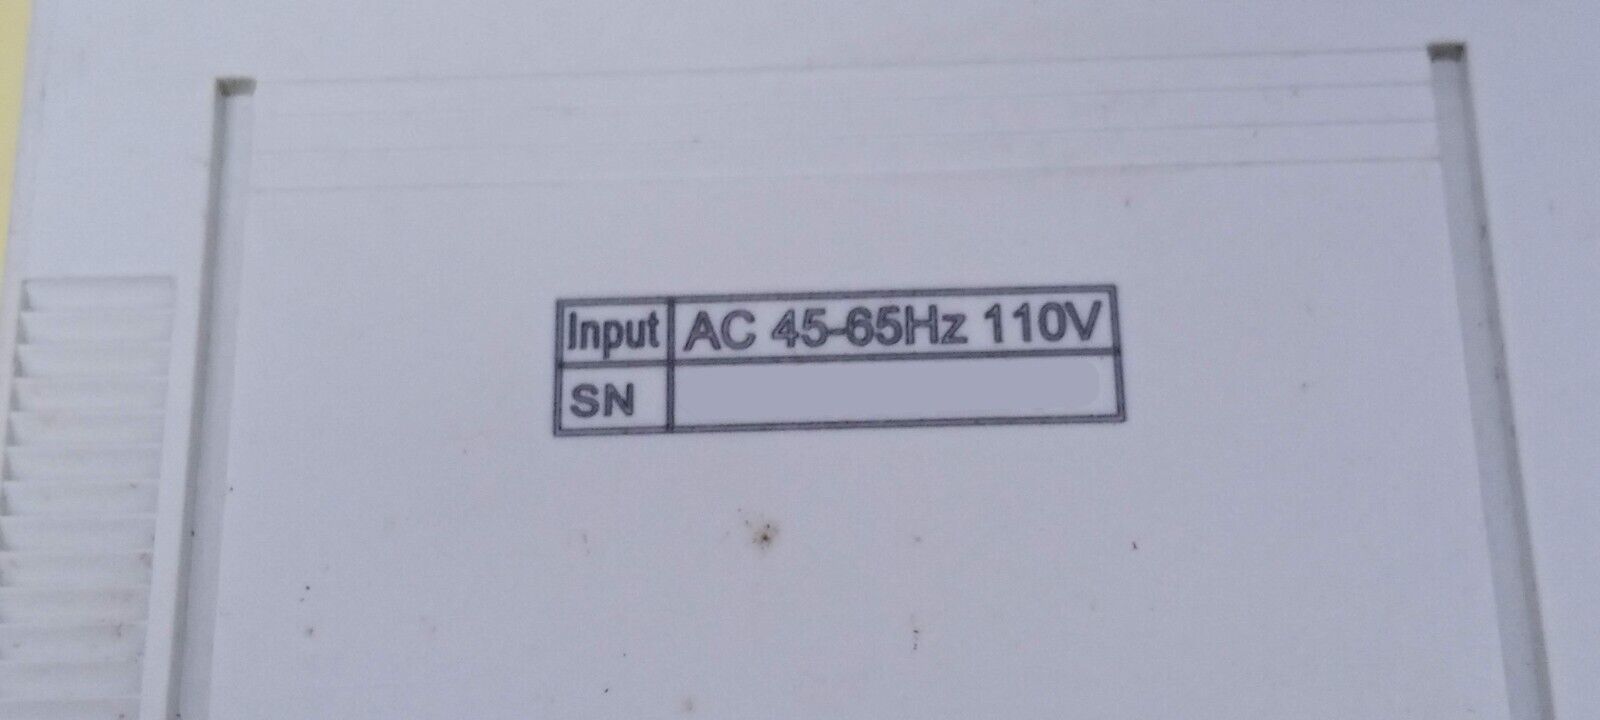 Input AC 45-65Hz 110V
SN